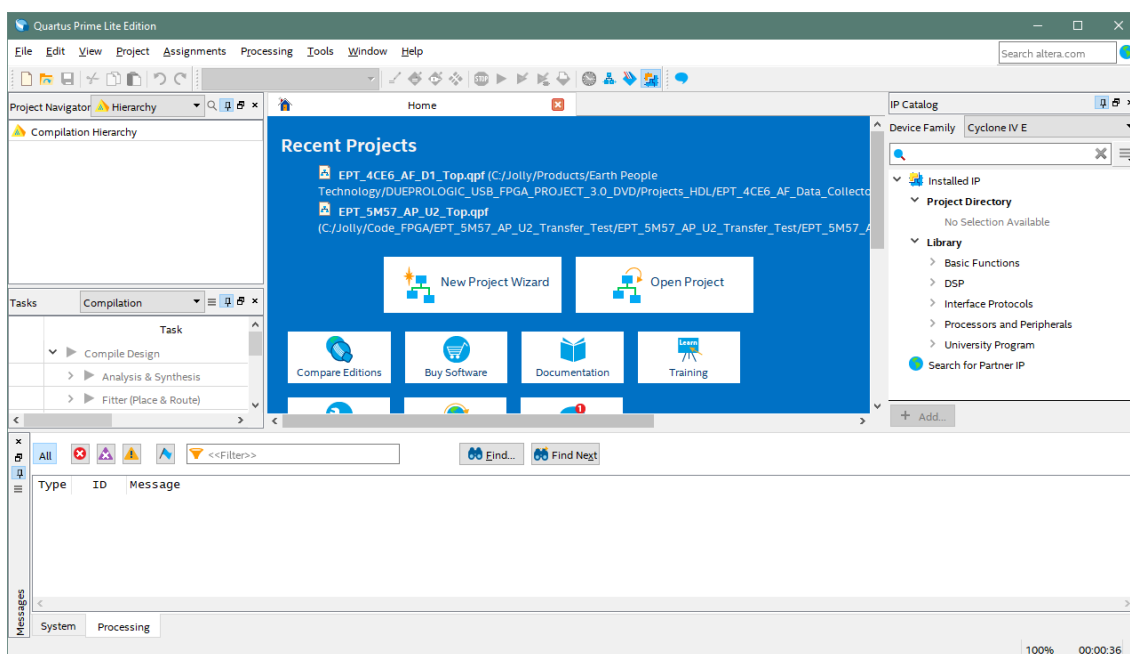 Quartus Prime Lite Edition
File Edit View Project Assignments Processing Tools Window Help
Search altera.com
Project Navigator Hierarchy
Compilation Hierarchy
Tasks Compilation
Task
Compile Design
Analysis & Synthesis
Fitter (Place & Route)
Home
Recent Projects
EPT_4CE6_AF_D1_Top.qpf (C:/Jolly/Products/Earth People
Technology/DUEPROLOGIC_USB_FPGA_PROJECT_3.0_DVD/Projects_HDL/EPT_4CE6_AF_Data_Collecto
EPT_5M57_AP_U2_Top.qpf
(C:/Jolly/Code_FPGA/EPT_5M57_AP_U2_Transfer_Test/EPT_5M57_AP_U2_Transfer_Test/EPT_5M57_A
New Project Wizard Open Project
Learn
Compare Editions Buy Software Documentation Training
1
IP Catalog
Device Family Cyclone IV E
Installed IP
Project Directory
No Selection Available
Library
Basic Functions
DSP
Interface Protocols
Processors and Peripherals
University Program
Search for Partner IP
+ Add...
All <<Filter>> Find... Find Next
Type ID Message
Messages
System Processing
100% 00:00:36